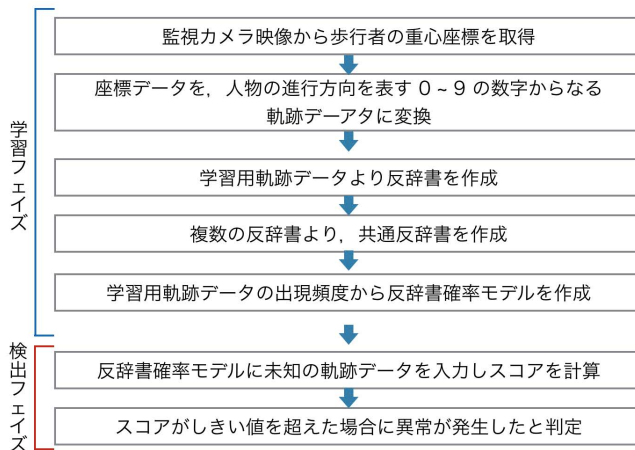 学習フェイズ
監視カメラ映像から歩行者の重心座標を取得
座標データを，人物の進行方向を表す 0 ~ 9 の数字からなる
軌跡デーアタに変換
学習用軌跡データより反辞書を作成
複数の反辞書より，共通反辞書を作成
学習用軌跡データの出現頻度から反辞書確率モデルを作成
検出フェイズ
反辞書確率モデルに未知の軌跡データを入力しスコアを計算
スコアがしきい値を超えた場合に異常が発生したと判定